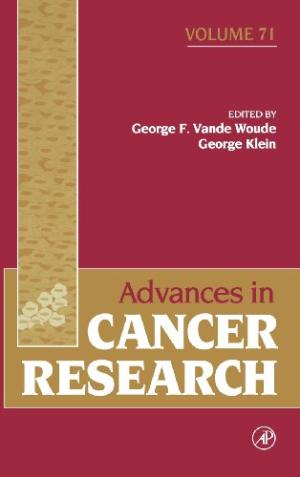 VOLUME 71
EDITED BY
George F. Vande Woude
George Klein
Advances in
CANCER
RESEARCH
AP